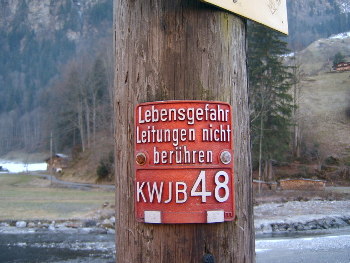 Lebensgefahr
Leitungen nicht
berühren
KWJB 48